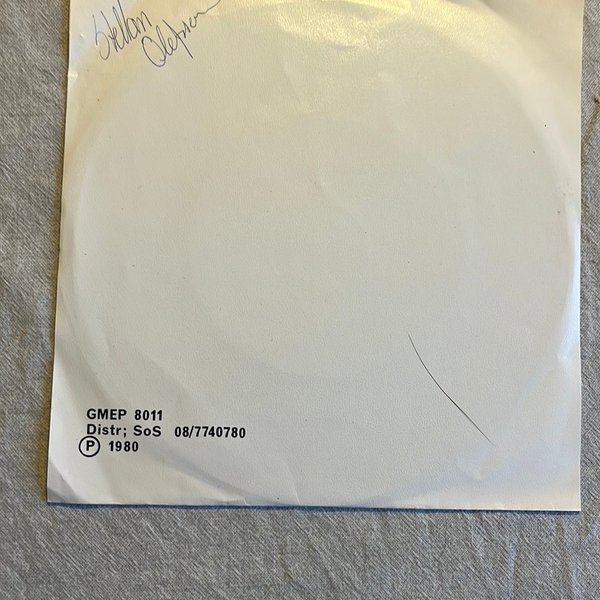 Stellan
GMEP 8011
Distr; SoS 08/7740780
Ⓟ 1980